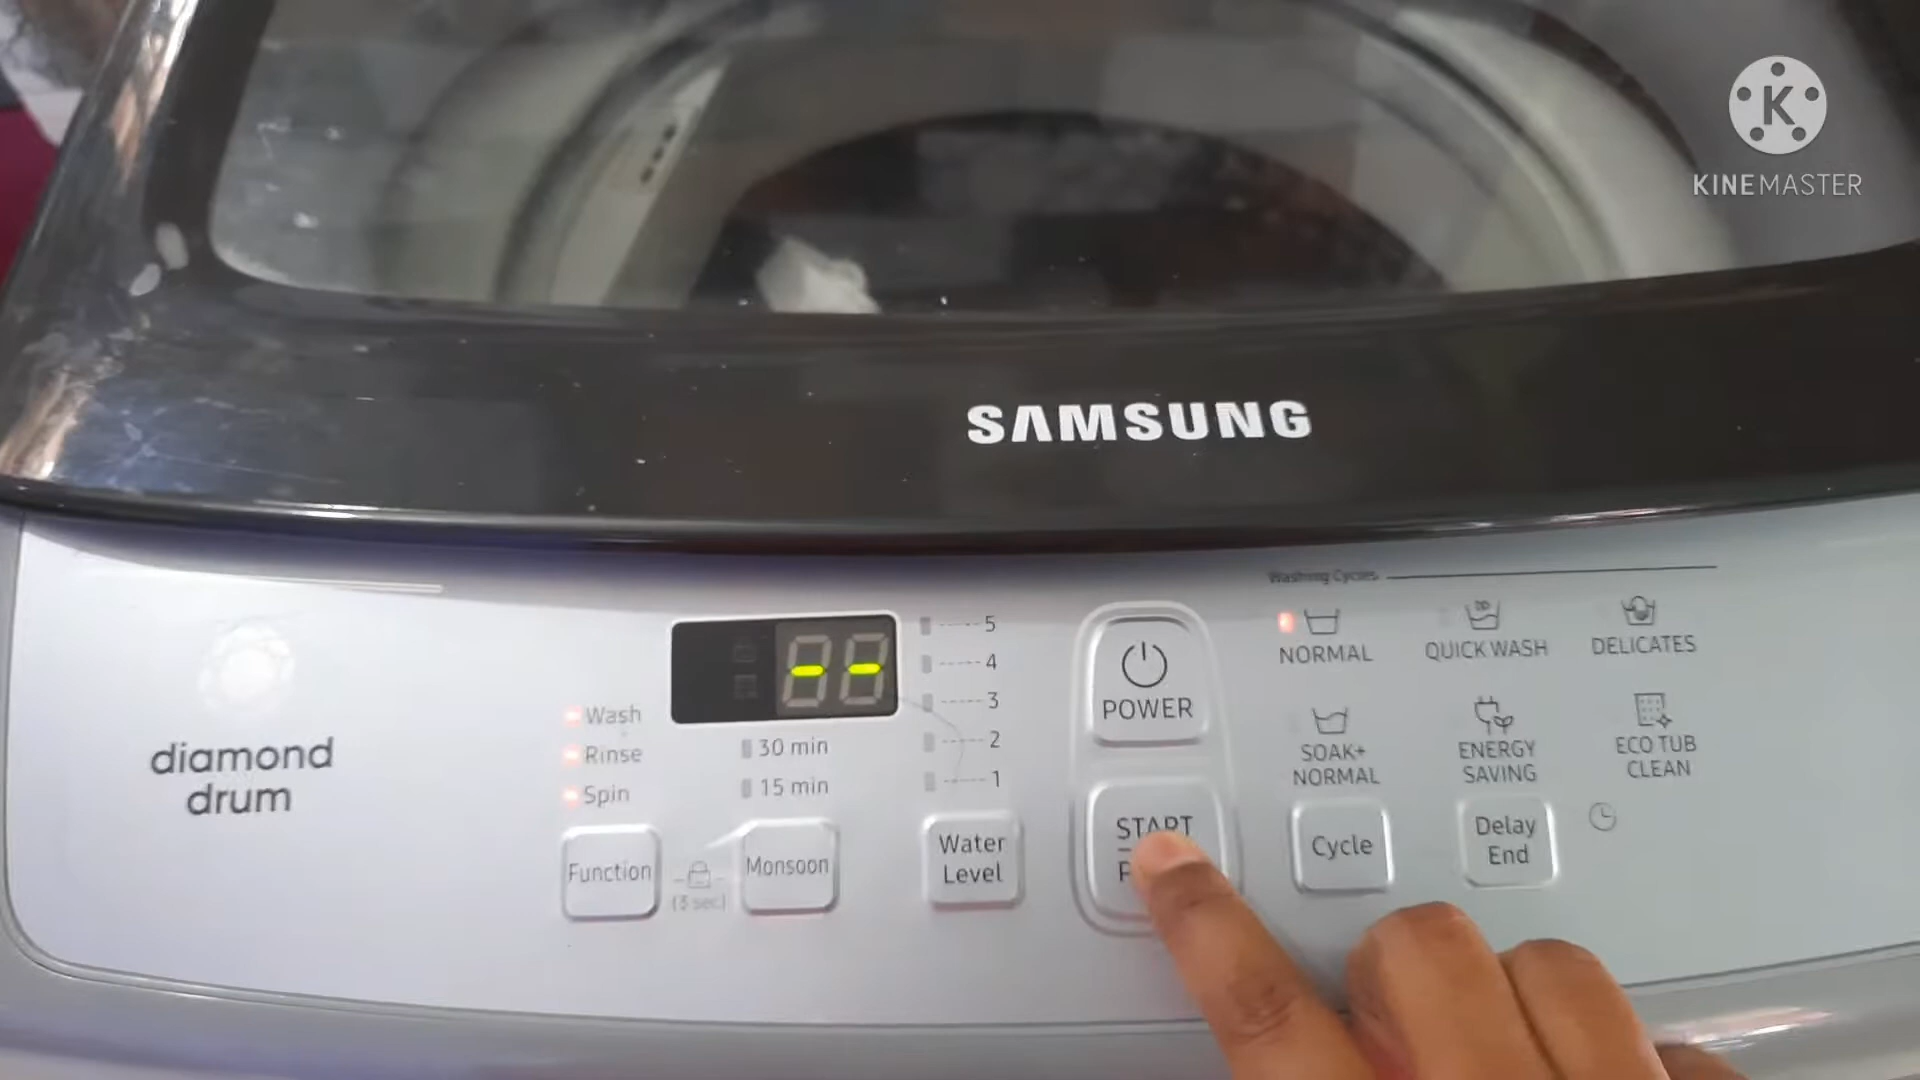 KINEMASTER
SAMSUNG
Washing Cycles
NORMAL
QUICK WASH
DELICATES
SOAK+
NORMAL
ENERGY
SAVING
ECO TUB
CLEAN
diamond
drum
Wash
Rinse
Spin
--
30 min
15 min
5
4
3
2
1
POWER
START
Function
(3 sec)
Monsoon
Water
Level
Cycle
Delay
End